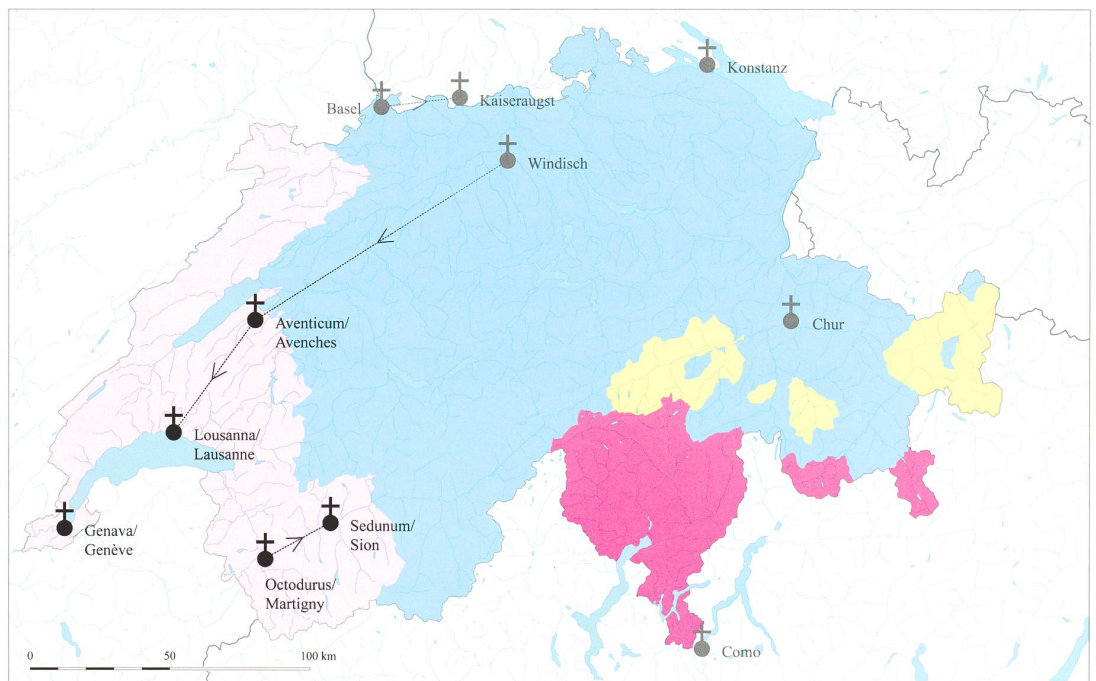 Konstanz
Basel
Kaiseraugst
Windisch
Aventicum/
Avenches
Chur
Lousanna/
Lausanne
Genava/
Genève
Sedunum/
Sion
Octodurus/
Martigny
Como
0 50 100 km